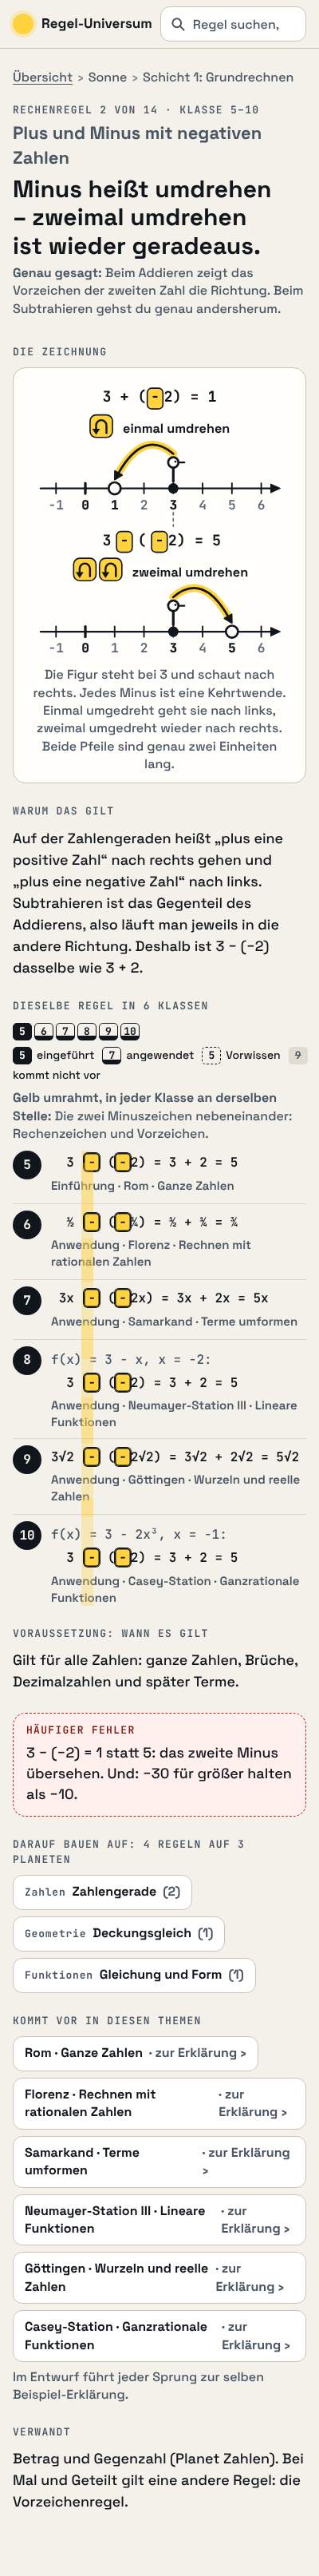 Regel-Universum
Regel suchen,
Übersicht > Sonne > Schicht 1: Grundrechnen
RECHENREGEL 2 VON 14 · KLASSE 5–10
Plus und Minus mit negativen
Zahlen
Minus heißt umdrehen
– zweimal umdrehen
ist wieder geradeaus.
Genau gesagt: Beim Addieren zeigt das
Vorzeichen der zweiten Zahl die Richtung. Beim
Subtrahieren gehst du genau andersherum.
DIE ZEICHNUNG
3 + (-2) = 1
einmal umdrehen
-1 0 1 2 3 4 5 6
3 - (-2) = 5
zweimal umdrehen
-1 0 1 2 3 4 5 6
Die Figur steht bei 3 und schaut nach
rechts. Jedes Minus ist eine Kehrtwende.
Einmal umgedreht geht sie nach links,
zweimal umgedreht wieder nach rechts.
Beide Pfeile sind genau zwei Einheiten
lang.
WARUM DAS GILT
Auf der Zahlengeraden heißt „plus eine
positive Zahl“ nach rechts gehen und
„plus eine negative Zahl“ nach links.
Subtrahieren ist das Gegenteil des
Addierens, also läuft man jeweils in die
andere Richtung. Deshalb ist 3 − (−2)
dasselbe wie 3 + 2.
DIESELBE REGEL IN 6 KLASSEN
5 6 7 8 9 10
5 eingeführt 7 angewendet 5 Vorwissen 9
kommt nicht vor
Gelb umrahmt, in jeder Klasse an derselben
Stelle: Die zwei Minuszeichen nebeneinander:
Rechenzeichen und Vorzeichen.
5 3 - (-2) = 3 + 2 = 5
Einführung · Rom · Ganze Zahlen
6 ½ - (-¼) = ½ + ¼ = ¾
Anwendung · Florenz · Rechnen mit
rationalen Zahlen
7 3x - (-2x) = 3x + 2x = 5x
Anwendung · Samarkand · Terme umformen
8 f(x) = 3 - x, x = -2:
3 - (-2) = 3 + 2 = 5
Anwendung · Neumayer-Station III · Lineare
Funktionen
9 3√2 - (-2√2) = 3√2 + 2√2 = 5√2
Anwendung · Göttingen · Wurzeln und reelle
Zahlen
10 f(x) = 3 - 2x³, x = -1:
3 - (-2) = 3 + 2 = 5
Anwendung · Casey-Station · Ganzrationale
Funktionen
VORAUSSETZUNG: WANN ES GILT
Gilt für alle Zahlen: ganze Zahlen, Brüche,
Dezimalzahlen und später Terme.
HÄUFIGER FEHLER
3 − (−2) = 1 statt 5: das zweite Minus
übersehen. Und: −30 für größer halten
als −10.
DARAUF BAUEN AUF: 4 REGELN AUF 3
PLANETEN
Zahlen Zahlengerade (2)
Geometrie Deckungsgleich (1)
Funktionen Gleichung und Form (1)
KOMMT VOR IN DIESEN THEMEN
Rom · Ganze Zahlen · zur Erklärung >
Florenz · Rechnen mit
rationalen Zahlen
· zur
Erklärung >
Samarkand · Terme
umformen
· zur Erklärung
>
Neumayer-Station III · Lineare
Funktionen
· zur
Erklärung >
Göttingen · Wurzeln und reelle
Zahlen
· zur
Erklärung >
Casey-Station · Ganzrationale
Funktionen
· zur
Erklärung >
Im Entwurf führt jeder Sprung zur selben
Beispiel-Erklärung.
VERWANDT
Betrag und Gegenzahl (Planet Zahlen). Bei
Mal und Geteilt gilt eine andere Regel: die
Vorzeichenregel.